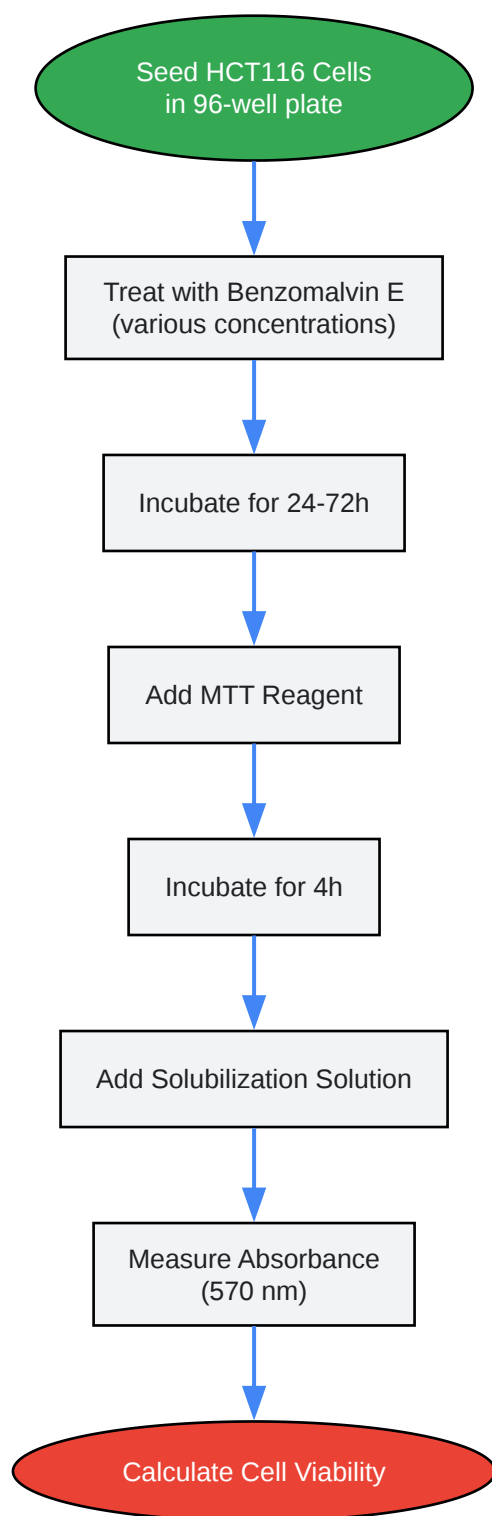 Seed HCT116 Cells
in 96-well plate
Treat with Benzomalvin E
(various concentrations)
Incubate for 24-72h
Add MTT Reagent
Incubate for 4h
Add Solubilization Solution
Measure Absorbance
(570 nm)
Calculate Cell Viability